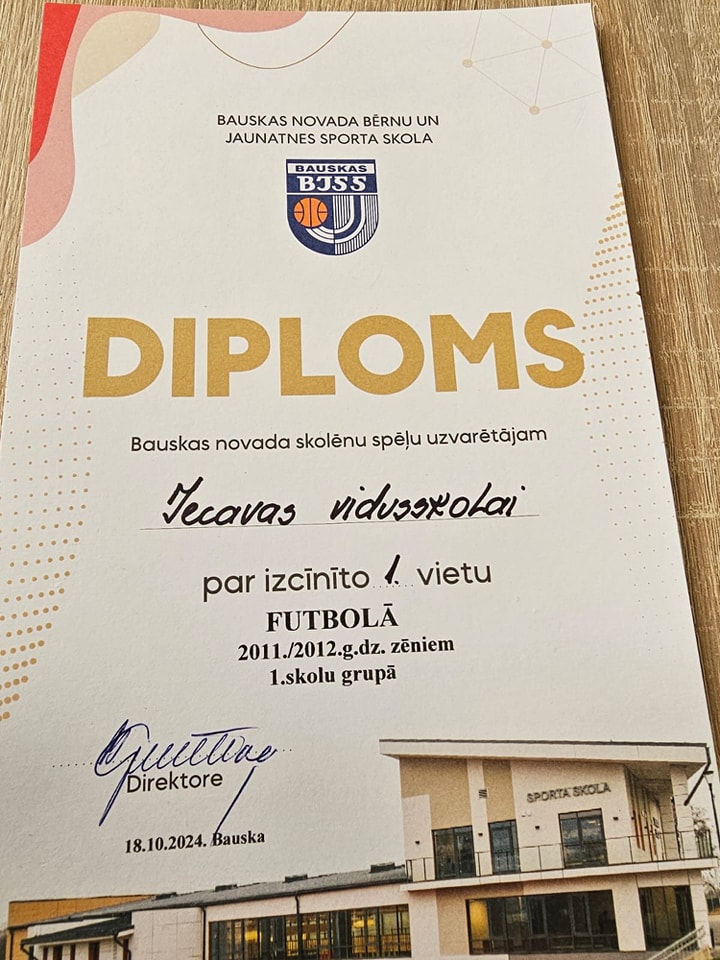 BAUSKAS NOVADA BĒRNU UN
JAUNATNES SPORTA SKOLA
BAUSKAS
BJSS
DIPLOMS
Bauskas novada skolēnu spēļu uzvarētājam
Iecavas vidusskolai
par izcīnīto 1. vietu
FUTBOLĀ
2011./2012.g.dz. zēniem
1.skolu grupā
Direktore
18.10.2024. Bauska
SPORTA SKOLA